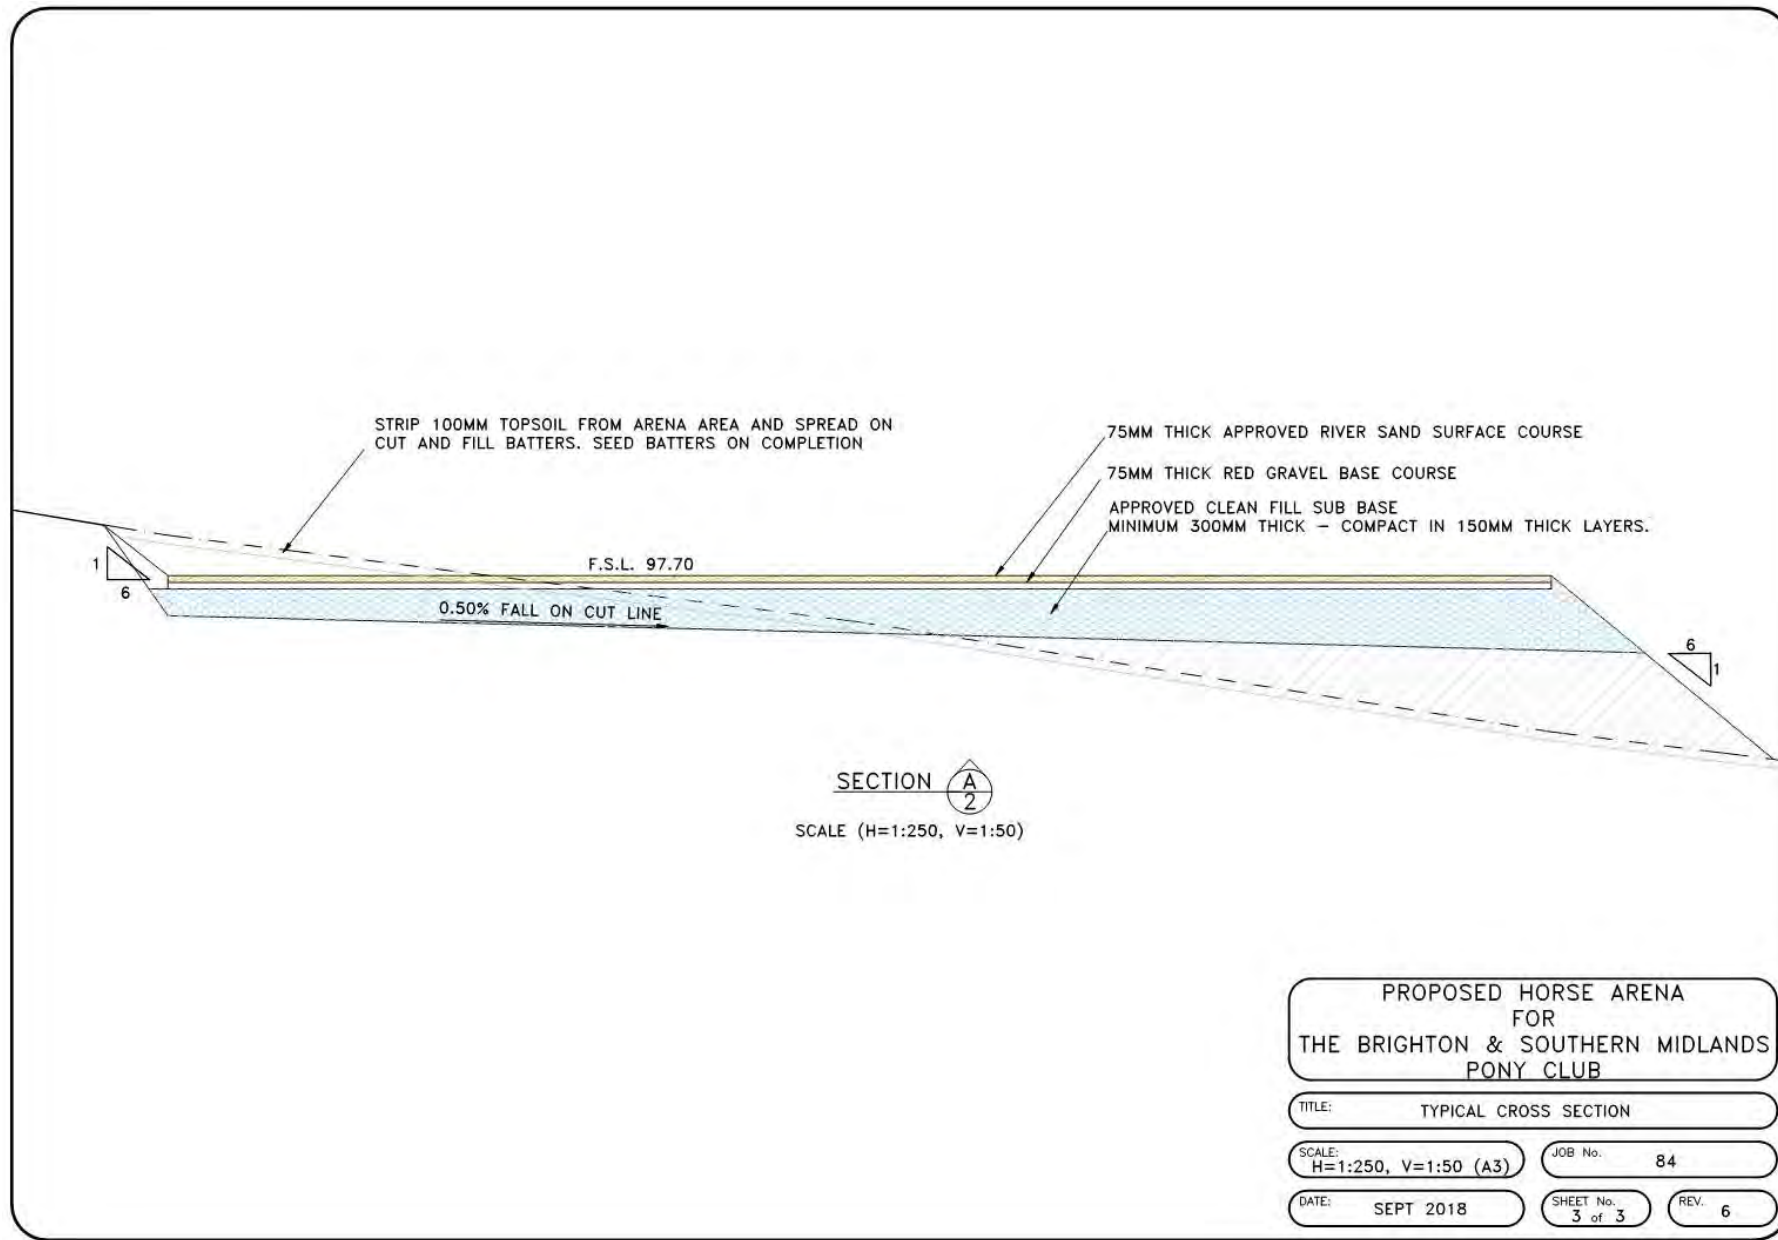 STRIP 100MM TOPSOIL FROM ARENA AREA AND SPREAD ON
CUT AND FILL BATTERS. SEED BATTERS ON COMPLETION
75MM THICK APPROVED RIVER SAND SURFACE COURSE
75MM THICK RED GRAVEL BASE COURSE
APPROVED CLEAN FILL SUB BASE
MINIMUM 300MM THICK – COMPACT IN 150MM THICK LAYERS.
1
6
F.S.L. 97.70
0.50% FALL ON CUT LINE
6
1
SECTION A
2
SCALE (H=1:250, V=1:50)
PROPOSED HORSE ARENA
FOR
THE BRIGHTON & SOUTHERN MIDLANDS
PONY CLUB
TITLE: TYPICAL CROSS SECTION
SCALE: H=1:250, V=1:50 (A3)
JOB No. 84
DATE: SEPT 2018
SHEET No. 3 of 3
REV. 6